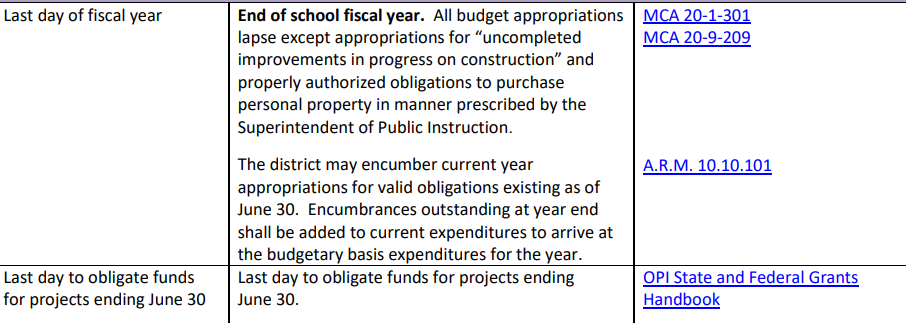 Last day of fiscal year
End of school fiscal year.  All budget appropriations
lapse except appropriations for “uncompleted
improvements in progress on construction” and
properly authorized obligations to purchase
personal property in manner prescribed by the
Superintendent of Public Instruction.
The district may encumber current year
appropriations for valid obligations existing as of
June 30.  Encumbrances outstanding at year end
shall be added to current expenditures to arrive at
the budgetary basis expenditures for the year.
MCA 20-1-301
MCA 20-9-209
A.R.M. 10.10.101
Last day to obligate funds
for projects ending June 30
Last day to obligate funds for projects ending
June 30.
OPI State and Federal Grants
Handbook